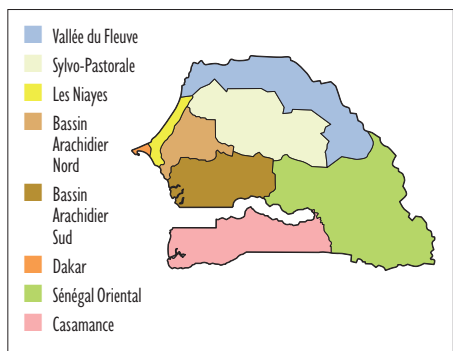 Vallée du Fleuve
Sylvo-Pastorale
Les Niayes
Bassin
Arachidier
Nord
Bassin
Arachidier
Sud
Dakar
Sénégal Oriental
Casamance